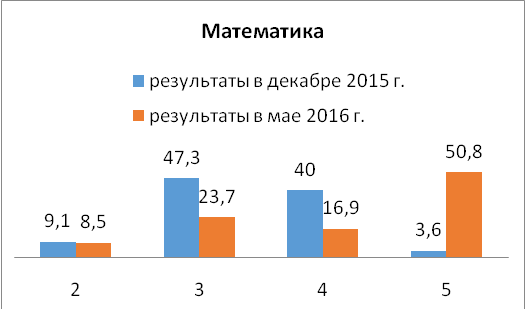 Математика
результаты в декабре 2015 г.
результаты в мае 2016 г.
9,1 8,5 47,3 23,7 40 16,9 3,6 50,8
2 3 4 5